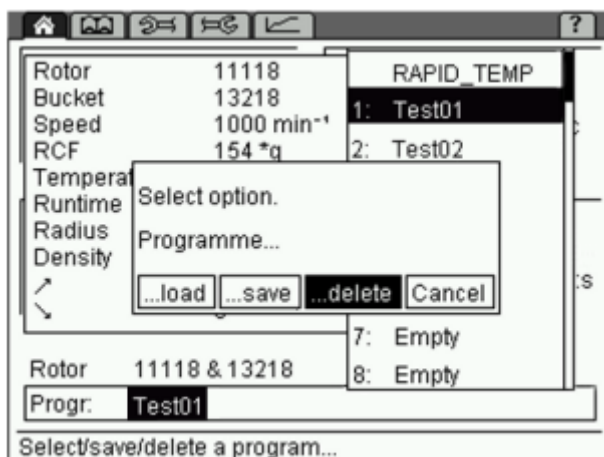 ?
Rotor 11118
Bucket 13218
Speed 1000 min⁻¹
RCF 154 *g
Temperat
Runtime
Radius
Density
RAPID_TEMP
1: Test01
2: Test02
Select option.
Programme...
...load ...save ...delete Cancel
7: Empty
8: Empty
Rotor 11118 & 13218
Progr: Test01
Select/save/delete a program...